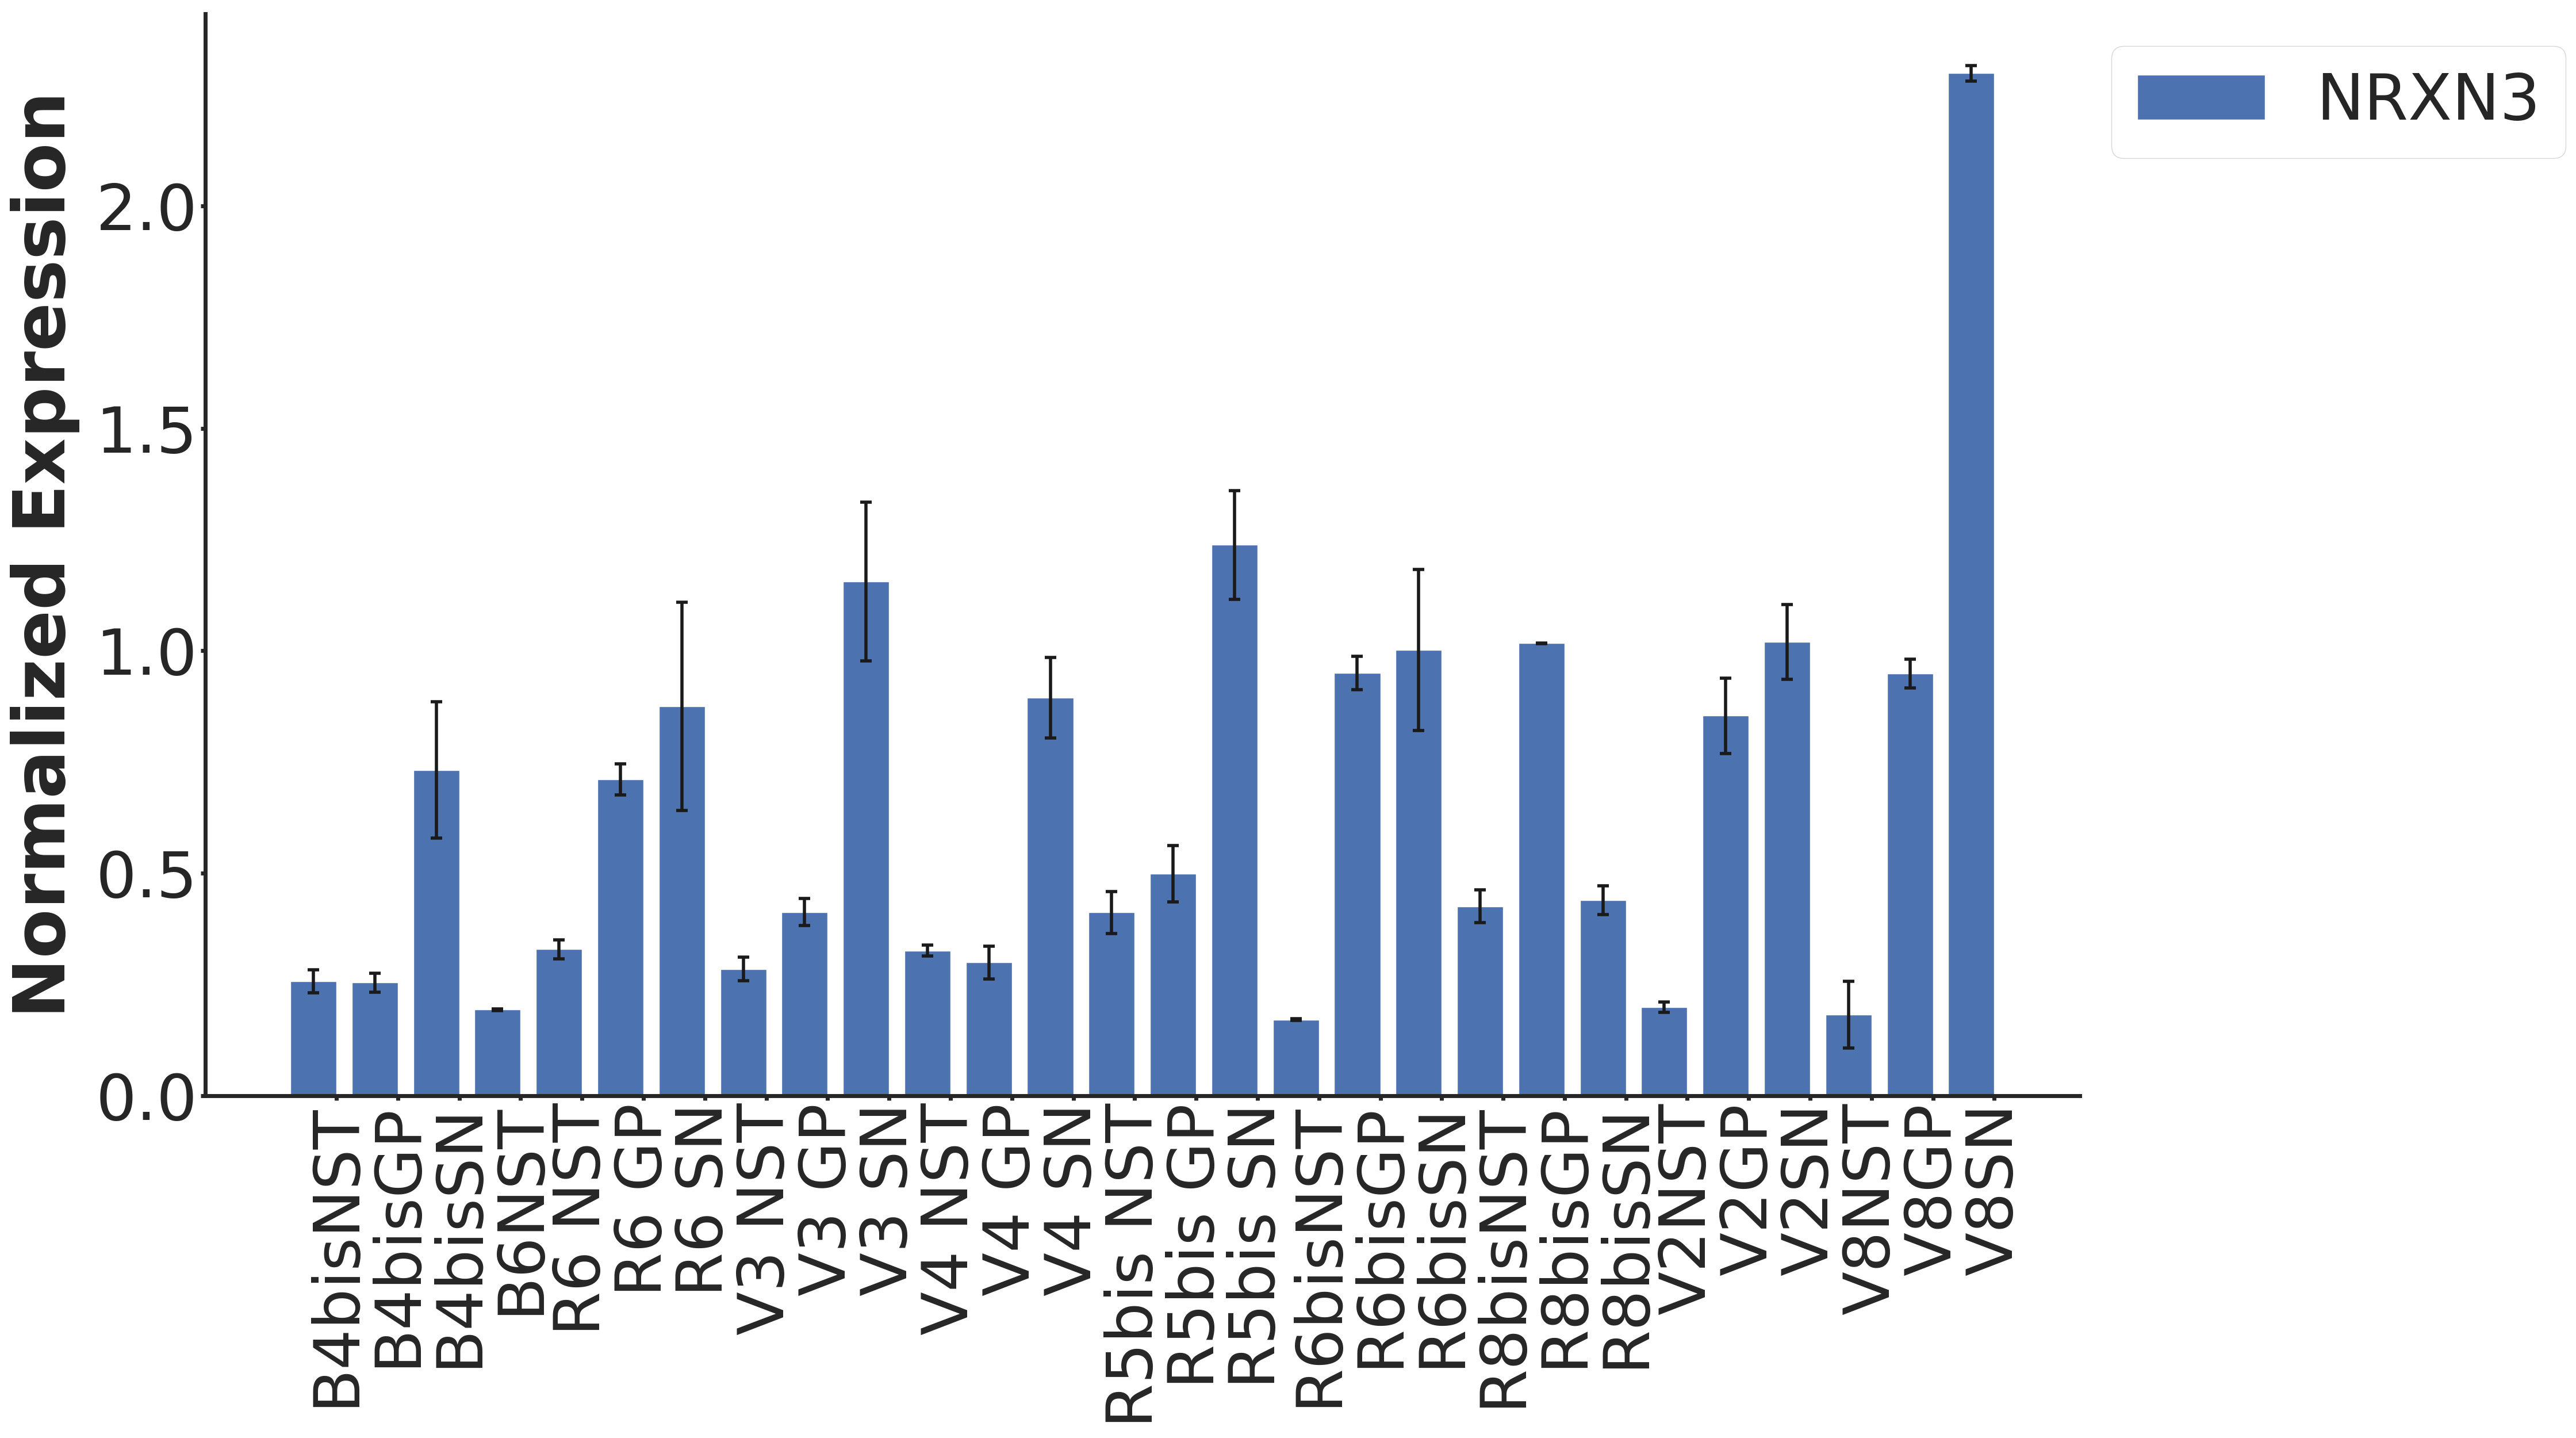 Normalized Expression
2.0
1.5
1.0
0.5
0.0
NRXN3
B4bisNST
B4bisGP
B4bisSN
B6NST
R6 NST
R6 GP
R6 SN
V3 NST
V3 GP
V3 SN
V4 NST
V4 GP
V4 SN
R5bis NST
R5bis GP
R5bis SN
R6bisNST
R6bisGP
R6bisSN
R8bisNST
R8bisGP
R8bisSN
V2NST
V2GP
V2SN
V8NST
V8GP
V8SN